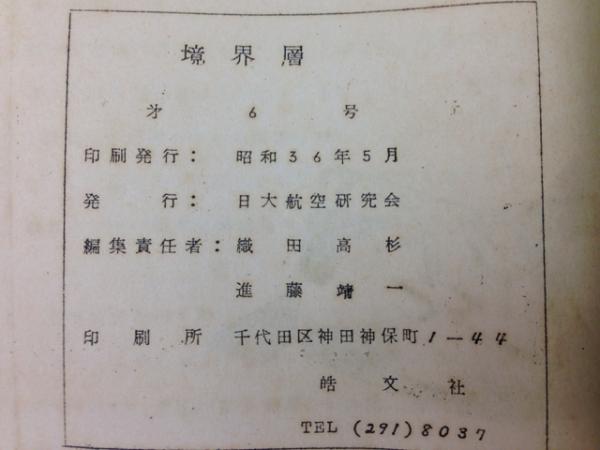 境界層
才6号
印刷発行：昭和36年5月
発行：日大航空研究会
編集責任者：織田高杉
進藤靖一
印刷所 千代田区神田神保町1-44
皓文社
TEL (291)8037